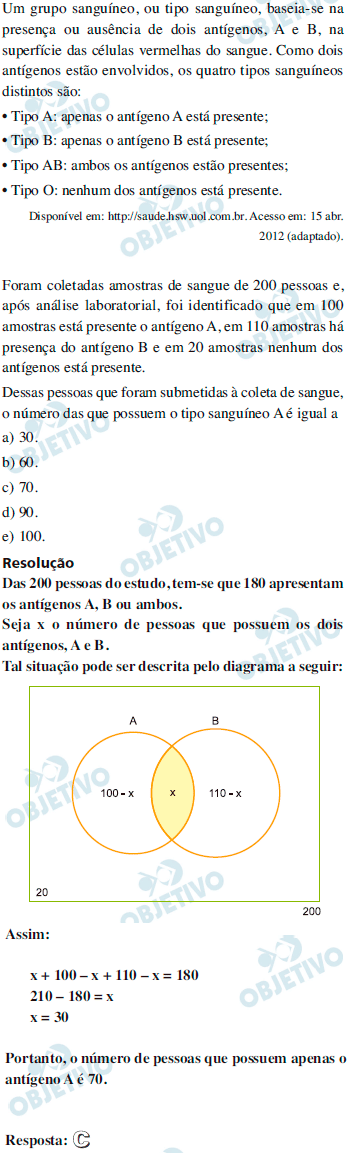 Um grupo sanguíneo, ou tipo sanguíneo, baseia-se na
presença ou ausência de dois antígenos, A e B, na
superfície das células vermelhas do sangue. Como dois
antígenos estão envolvidos, os quatro tipos sanguíneos
distintos são:
• Tipo A: apenas o antígeno A está presente;
• Tipo B: apenas o antígeno B está presente;
• Tipo AB: ambos os antígenos estão presentes;
• Tipo O: nenhum dos antígenos está presente.
Disponível em: http://saude.hsw.uol.com.br. Acesso em: 15 abr.
2012 (adaptado).
Foram coletadas amostras de sangue de 200 pessoas e,
após análise laboratorial, foi identificado que em 100
amostras está presente o antígeno A, em 110 amostras há
presença do antígeno B e em 20 amostras nenhum dos
antígenos está presente.
Dessas pessoas que foram submetidas à coleta de sangue,
o número das que possuem o tipo sanguíneo A é igual a
a) 30.
b) 60.
c) 70.
d) 90.
e) 100.
Resolução
Das 200 pessoas do estudo, tem-se que 180 apresentam
os antígenos A, B ou ambos.
Seja x o número de pessoas que possuem os dois
antígenos, A e B.
Tal situação pode ser descrita pelo diagrama a seguir:
A B
100 – x x 110 – x
20
200
Assim:
x + 100 – x + 110 – x = 180
210 – 180 = x
x = 30
Portanto, o número de pessoas que possuem apenas o
antígeno A é 70.
Resposta: C
OBJETIVO
OBJETIVO
OBJETIVO
OBJETIVO
OBJETIVO
OBJETIVO
OBJETIVO
OBJETIVO
OBJETIVO
OBJETIVO
OBJETIVO